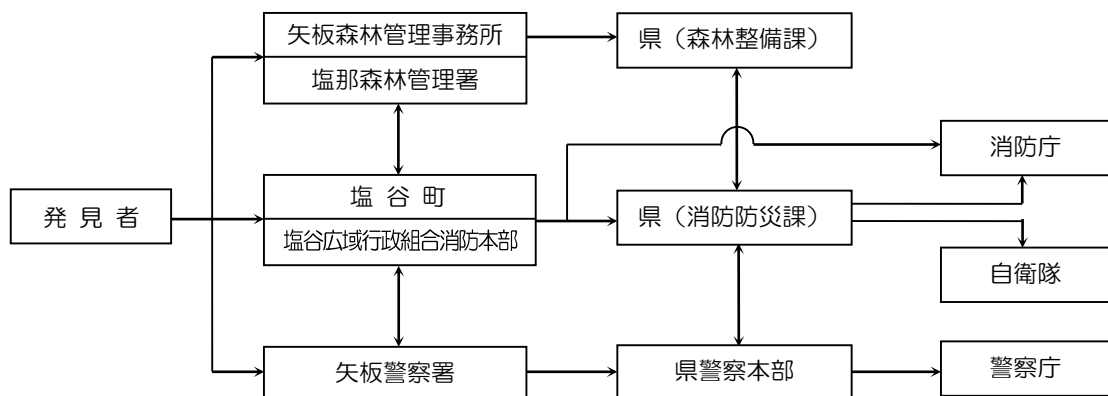 矢板森林管理事務所
塩那森林管理署
県（森林整備課）
消防庁
発 見 者
塩 谷 町
塩谷広域行政組合消防本部
県（消防防災課）
自衛隊
矢板警察署
県警察本部
警察庁